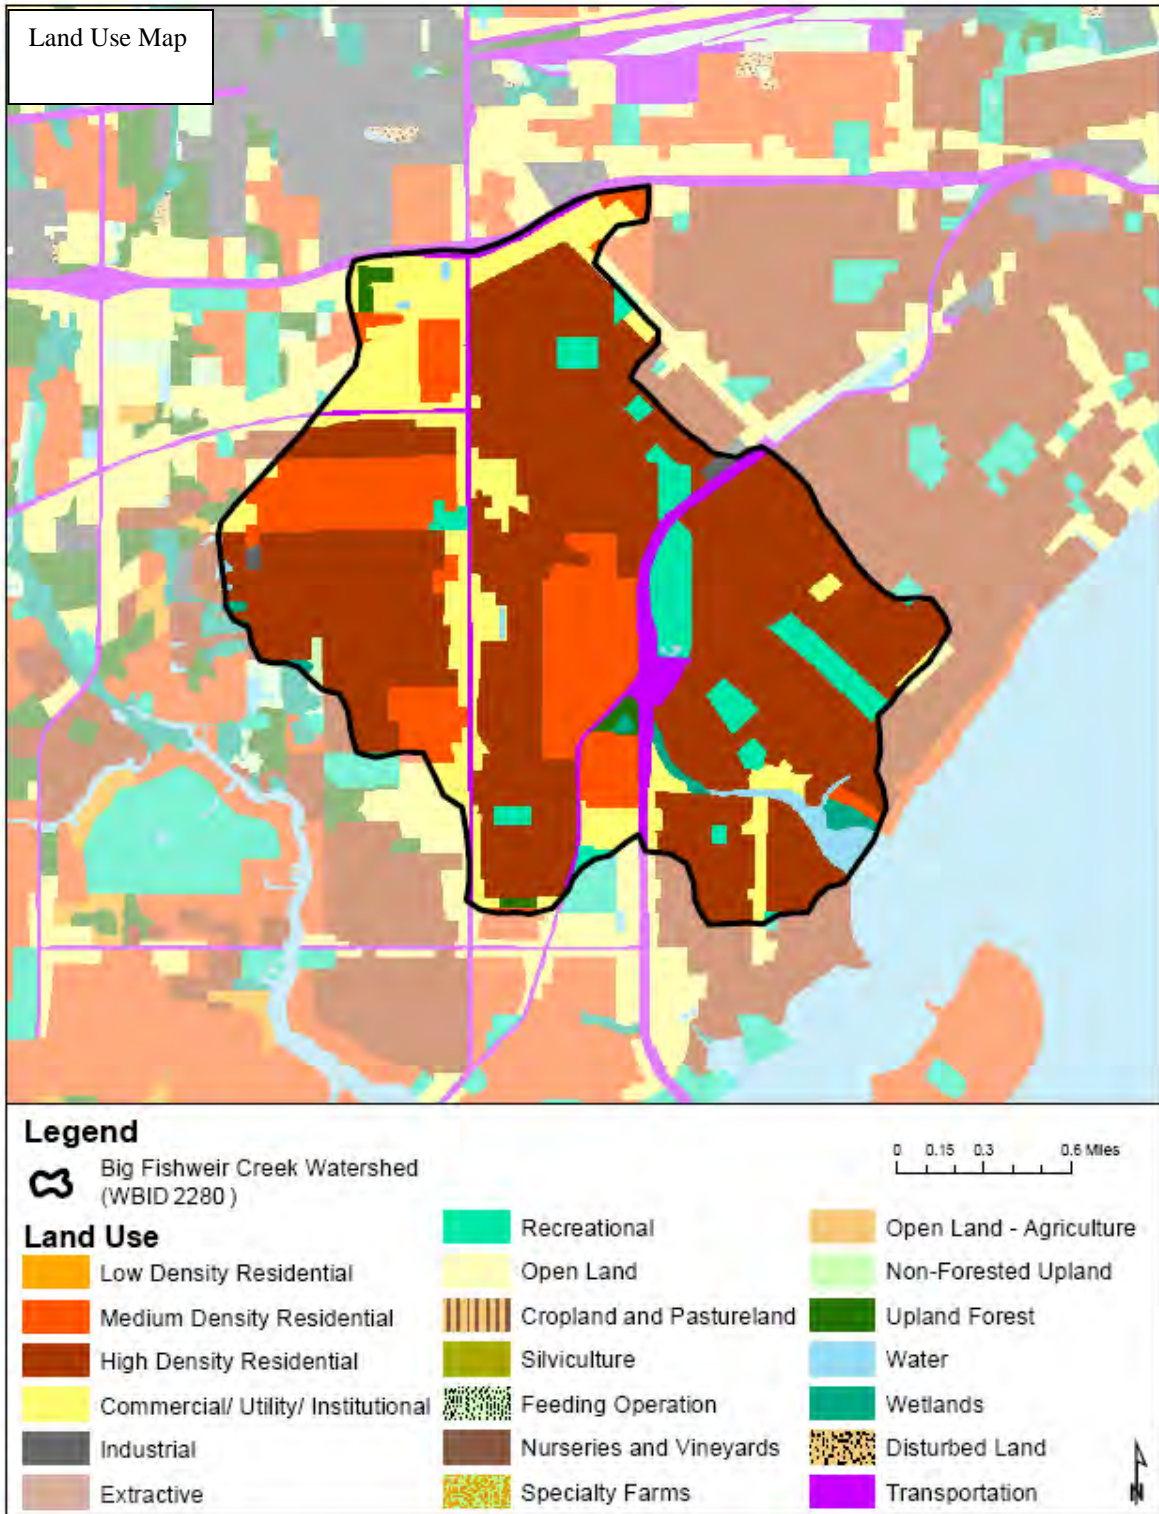 Land Use Map
Legend
Big Fishweir Creek Watershed
(WBID 2280 )
0 0.15 0.3 0.6 Miles
Land Use
Low Density Residential
Medium Density Residential
High Density Residential
Commercial/ Utility/ Institutional
Industrial
Extractive
Recreational
Open Land
Cropland and Pastureland
Silviculture
Feeding Operation
Nurseries and Vineyards
Specialty Farms
Open Land - Agriculture
Non-Forested Upland
Upland Forest
Water
Wetlands
Disturbed Land
Transportation
N